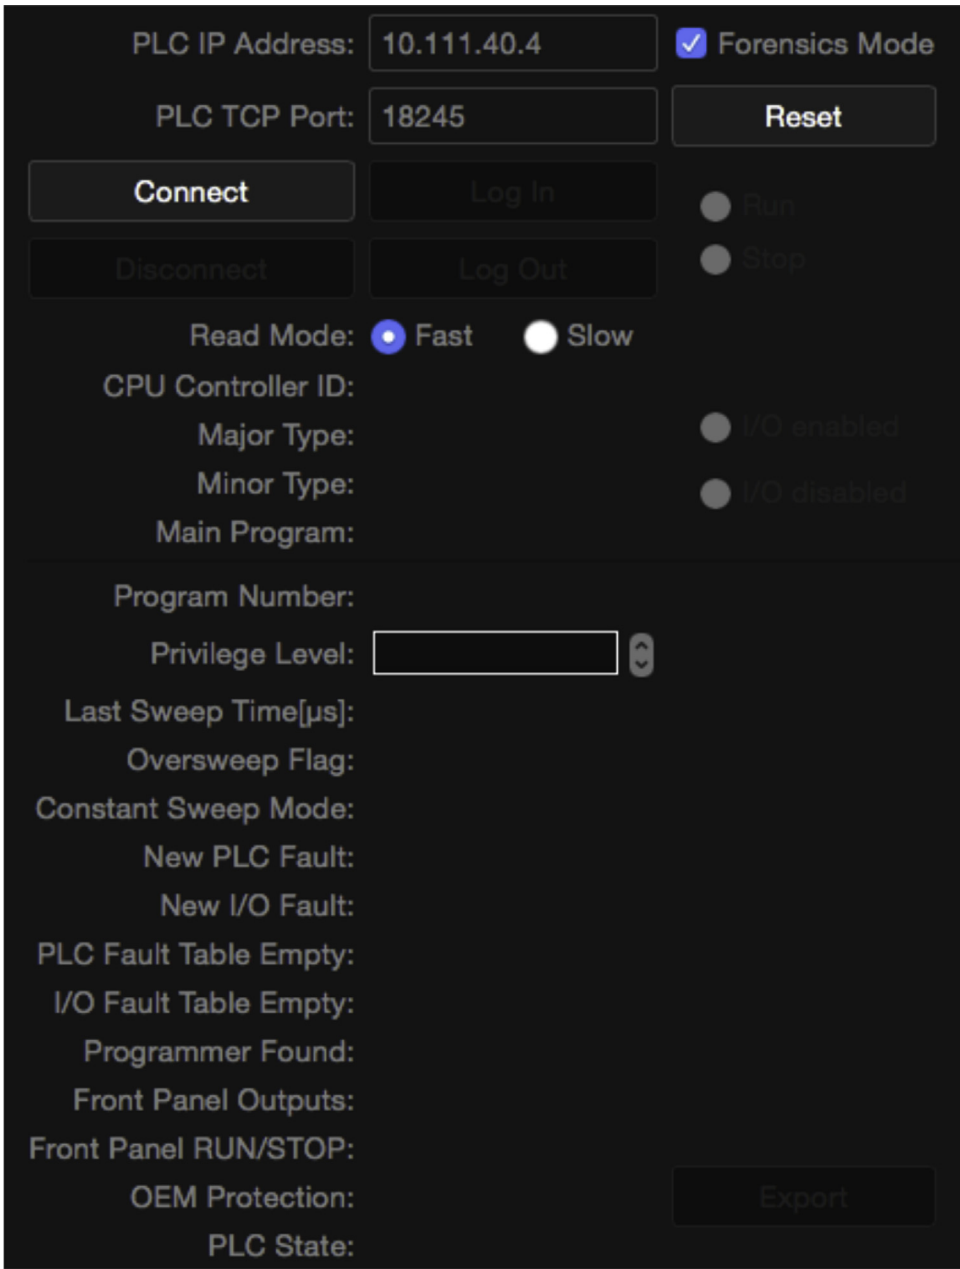 PLC IP Address: 10.111.40.4 Forensics Mode
PLC TCP Port: 18245 Reset
Connect Log In Run
Disconnect Log Out Stop
Read Mode: Fast Slow
CPU Controller ID:
Major Type: I/O enabled
Minor Type: I/O disabled
Main Program:
Program Number:
Privilege Level:
Last Sweep Time[µs]:
Oversweep Flag:
Constant Sweep Mode:
New PLC Fault:
New I/O Fault:
PLC Fault Table Empty:
I/O Fault Table Empty:
Programmer Found:
Front Panel Outputs:
Front Panel RUN/STOP:
OEM Protection: Export
PLC State: